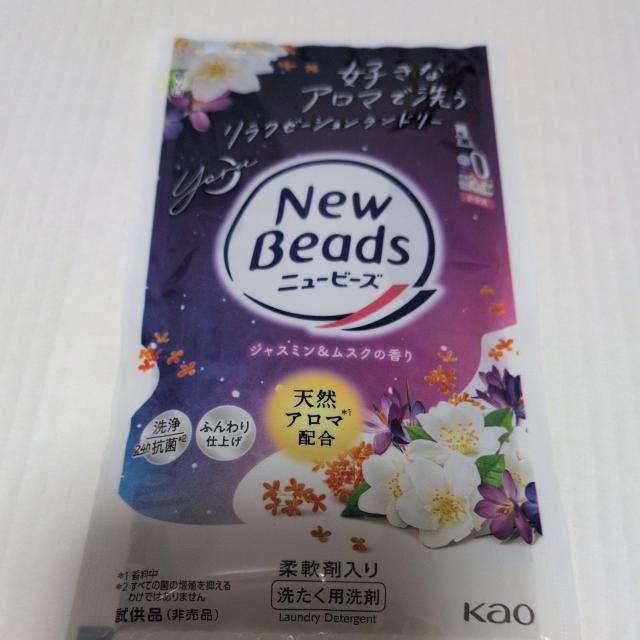 好きな
アロマで洗う
リラクゼーションランドリー
Yoru
New
Beads
ニュービーズ
ジャスミン&ムスクの香り
天然
アロマ*1
配合
洗浄
24h抗菌*2
ふんわり
仕上げ
*1 香料中
*2 すべての菌の増殖を抑える
わけではありません
試供品(非売品)
柔軟剤入り
洗たく用洗剤
Laundry Detergent
Kao